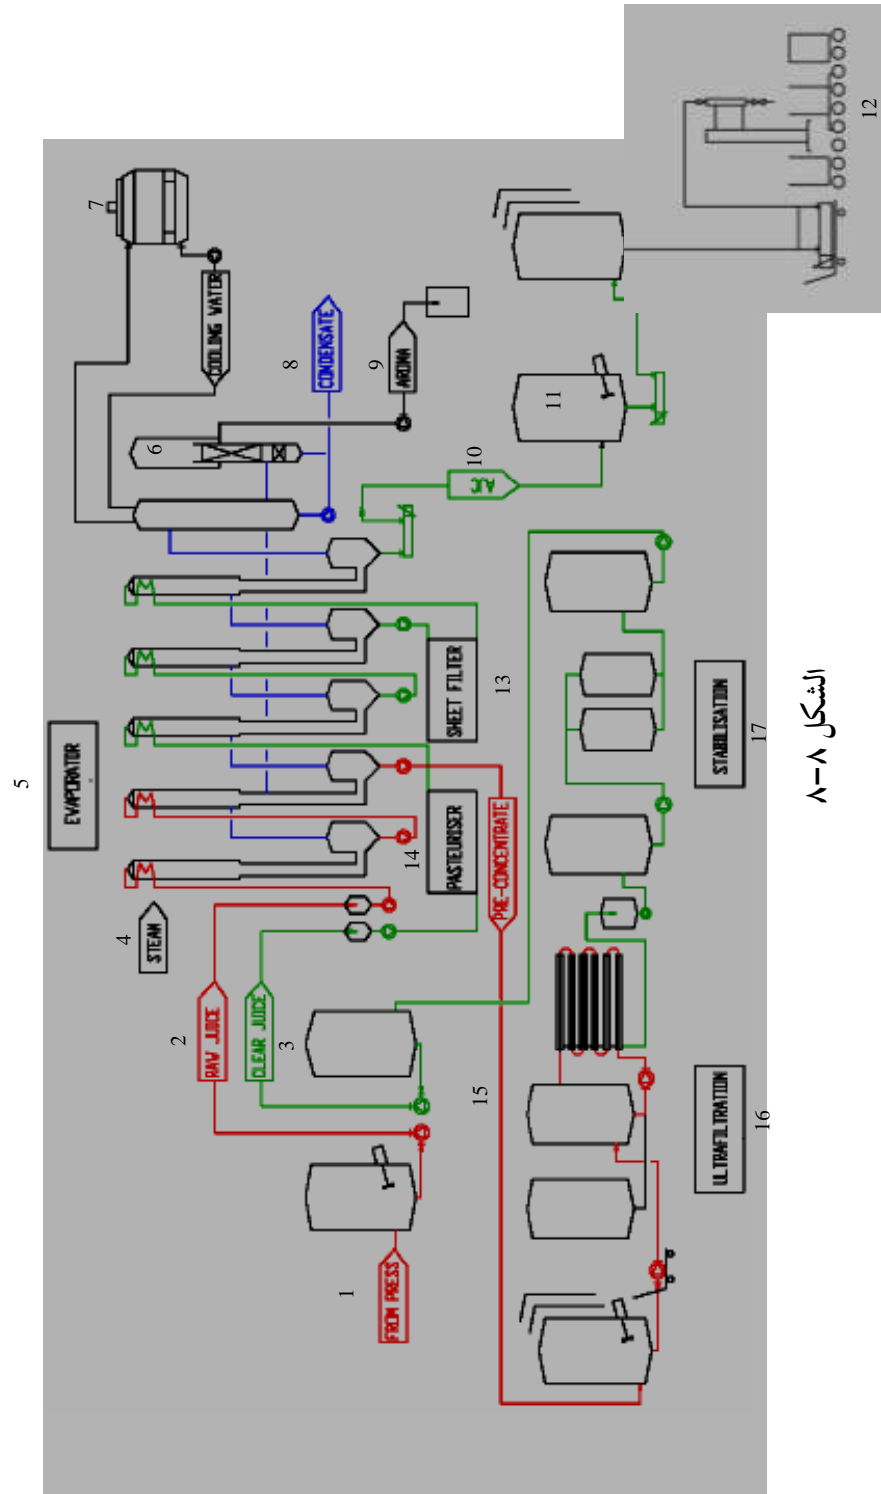 1
FROM PRESS
2
RAW JUICE
3
CLEAR JUICE
4
STEAM
5
EVAPORATOR
6
7
COOLING WATER
8
CONDENSATE
9
AROMA
10
AJC
11
12
13
SHEET FILTER
14
PASTEURISER
15
PRE-CONCENTRATE
16
ULTRAFILTRATION
17
STABILISATION
الشكل ٨-٨